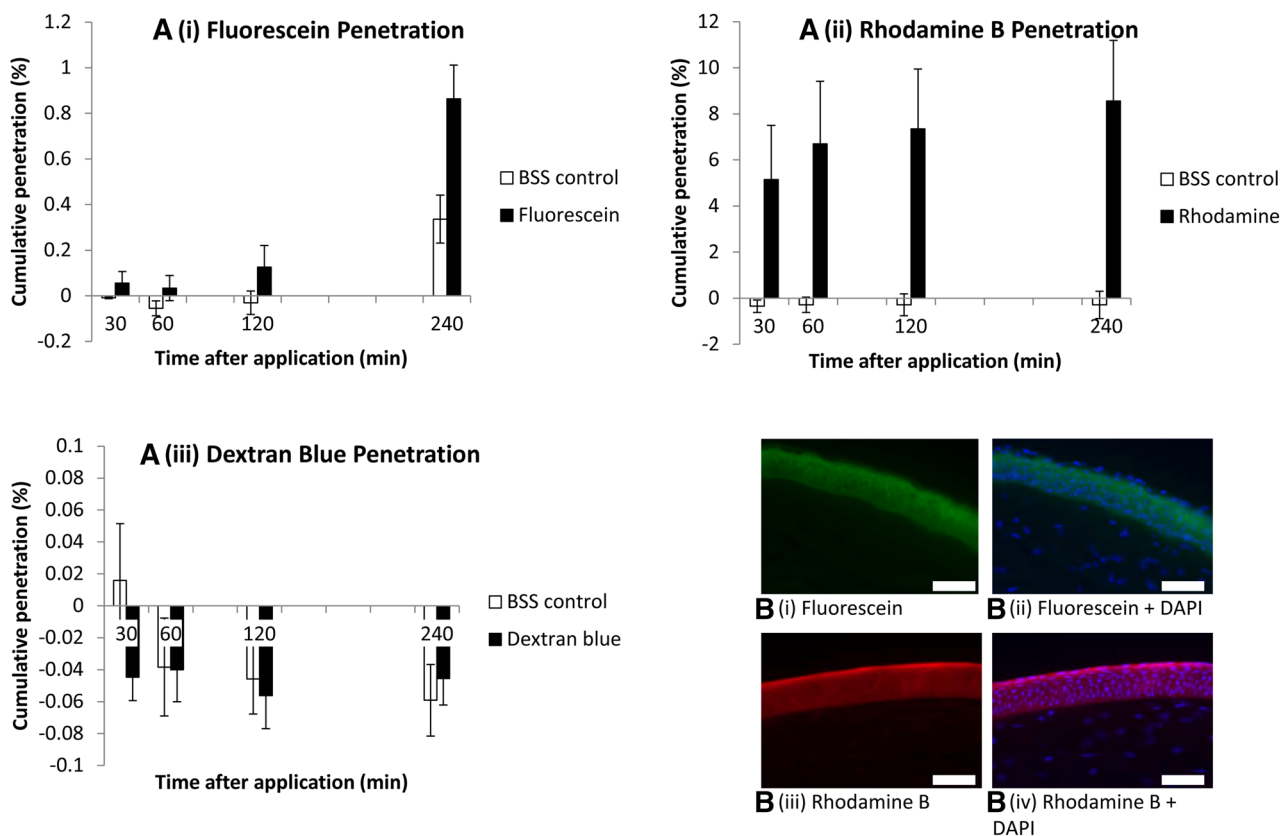 A (i) Fluorescein Penetration
1.2
1
0.8
0.6
0.4
0.2
0
-0.2
Cumulative penetration (%)
30 60 120 240
Time after application (min)
BSS control
Fluorescein
A (ii) Rhodamine B Penetration
12
10
8
6
4
2
0
-2
Cumulative penetration (%)
30 60 120 240
Time after application (min)
BSS control
Rhodamine
A (iii) Dextran Blue Penetration
0.1
0.08
0.06
0.04
0.02
0
-0.02
-0.04
-0.06
-0.08
-0.1
Cumulative penetration (%)
30 60 120 240
Time after application (min)
BSS control
Dextran blue
B (i) Fluorescein
B (ii) Fluorescein + DAPI
B (iii) Rhodamine B
B (iv) Rhodamine B +
DAPI